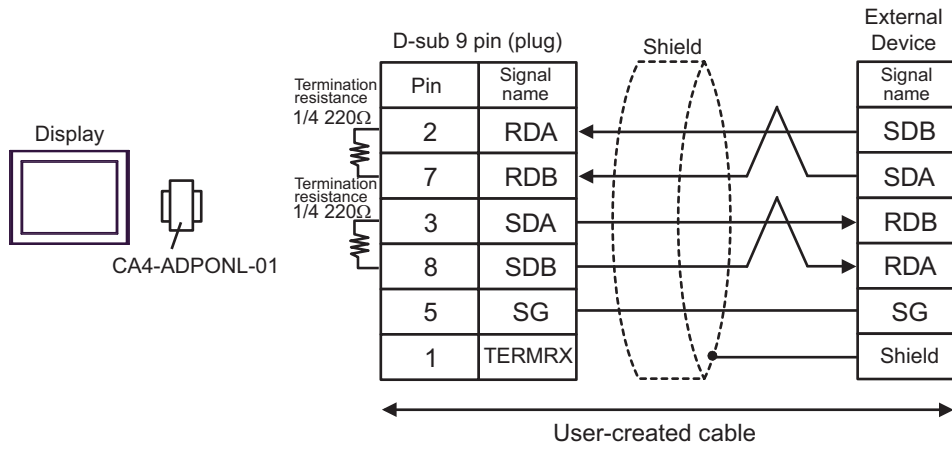 External
Device
D-sub 9 pin (plug)
Shield
Termination
resistance
1/4 220Ω
Pin
Signal
name
Signal
name
2
RDA
SDB
Display
7
RDB
SDA
Termination
resistance
1/4 220Ω
3
SDA
RDB
8
SDB
RDA
CA4-ADPONL-01
5
SG
SG
1
TERMRX
Shield
User-created cable